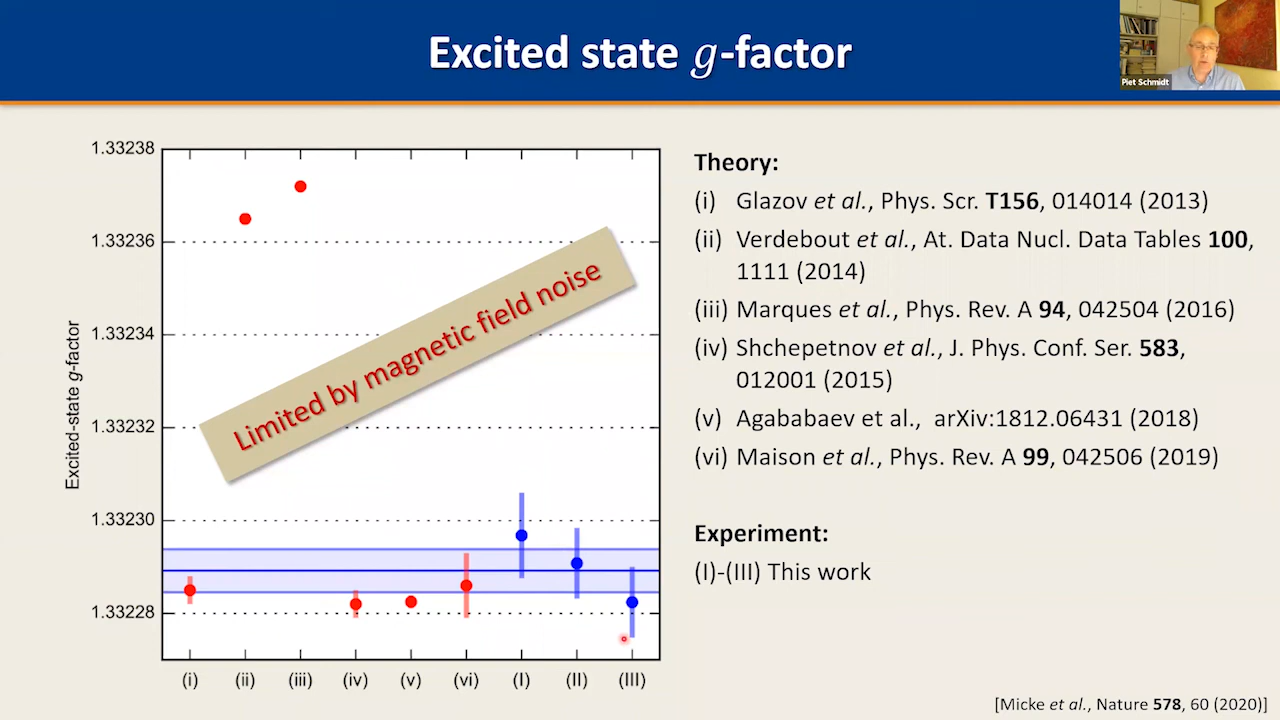 Excited state g-factor
Piet Schmidt
1.33238
1.33236
1.33234
1.33232
1.33230
1.33228
Excited-state g-factor
Limited by magnetic field noise
(i) (ii) (iii) (iv) (v) (vi) (I) (II) (III)
Theory:
(i) Glazov et al., Phys. Scr. T156, 014014 (2013)
(ii) Verdebout et al., At. Data Nucl. Data Tables 100,
1111 (2014)
(iii) Marques et al., Phys. Rev. A 94, 042504 (2016)
(iv) Shchepetnov et al., J. Phys. Conf. Ser. 583,
012001 (2015)
(v) Agababaev et al., arXiv:1812.06431 (2018)
(vi) Maison et al., Phys. Rev. A 99, 042506 (2019)
Experiment:
(I)-(III) This work
[Micke et al., Nature 578, 60 (2020)]